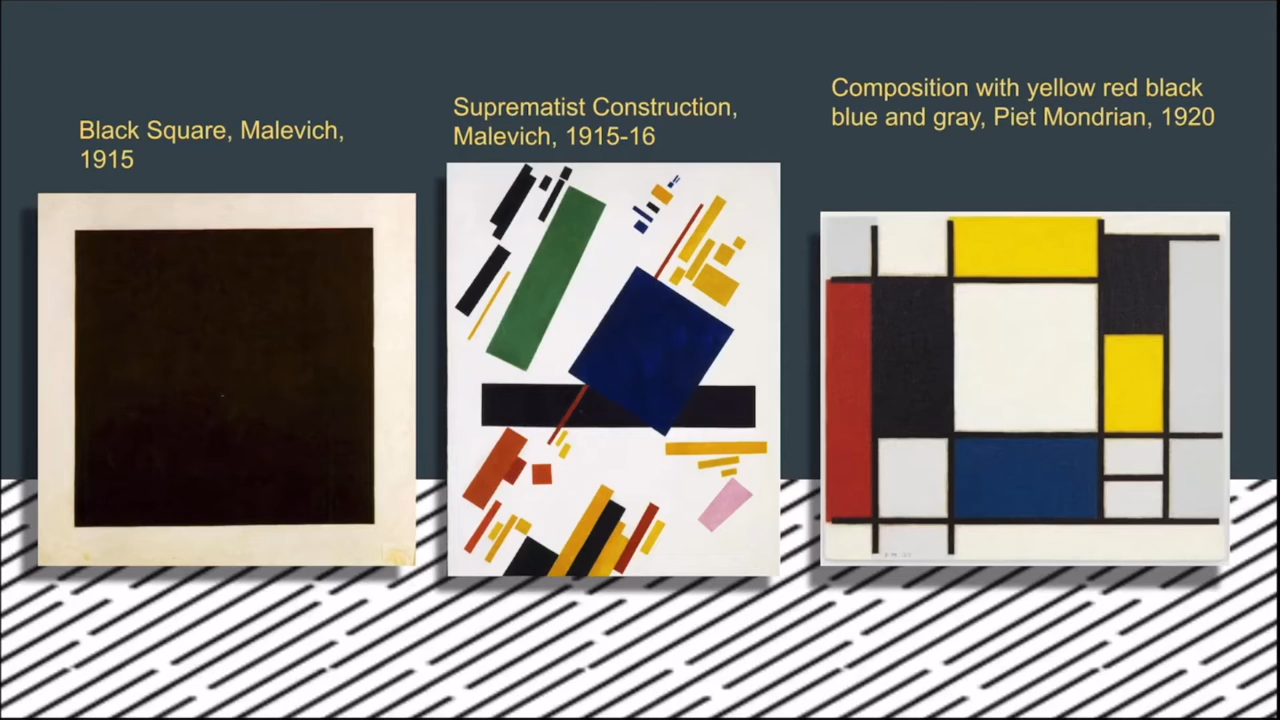 Black Square, Malevich,
1915
Suprematist Construction,
Malevich, 1915-16
Composition with yellow red black
blue and gray, Piet Mondrian, 1920